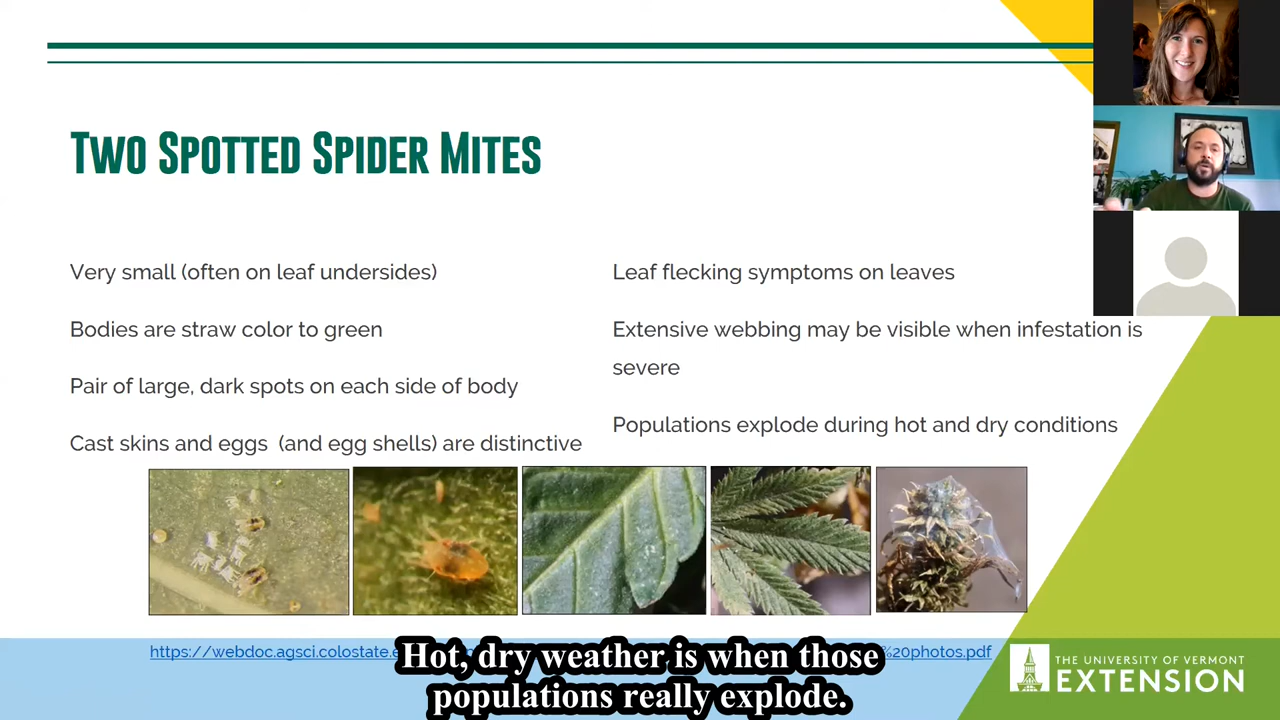 Two Spotted Spider Mites
Very small (often on leaf undersides)
Bodies are straw color to green
Pair of large, dark spots on each side of body
Cast skins and eggs (and egg shells) are distinctive
Leaf flecking symptoms on leaves
Extensive webbing may be visible when infestation is
severe
Populations explode during hot and dry conditions
https://webdoc.agsci.colostate.e
%20photos.pdf
Hot, dry weather is when those
populations really explode.
THE UNIVERSITY OF VERMONT
EXTENSION